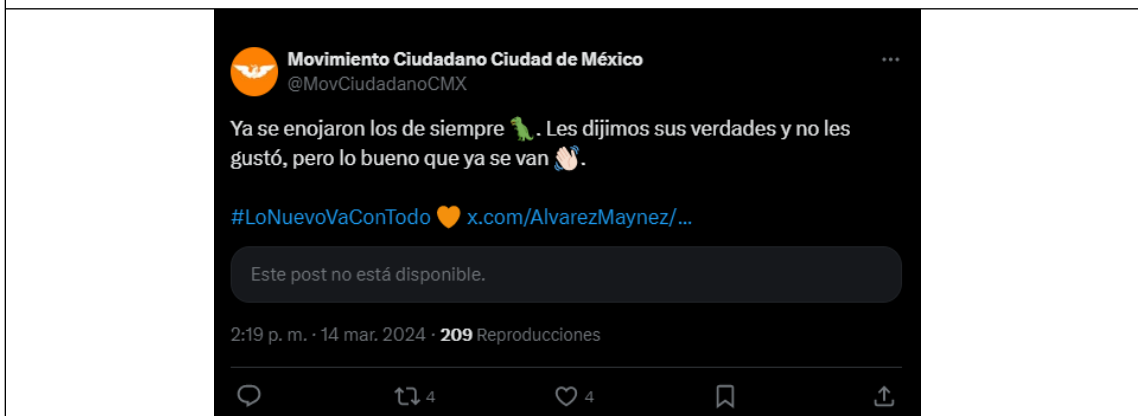 Movimiento Ciudadano Ciudad de México
@MovCiudadanoCMX
Ya se enojaron los de siempre 🦖. Les dijimos sus verdades y no les
gustó, pero lo bueno que ya se van 👋🏻.
#LoNuevoVaConTodo 🧡 x.com/AlvarezMaynez/...
Este post no está disponible.
2:19 p. m. · 14 mar. 2024 · 209 Reproducciones
4 4